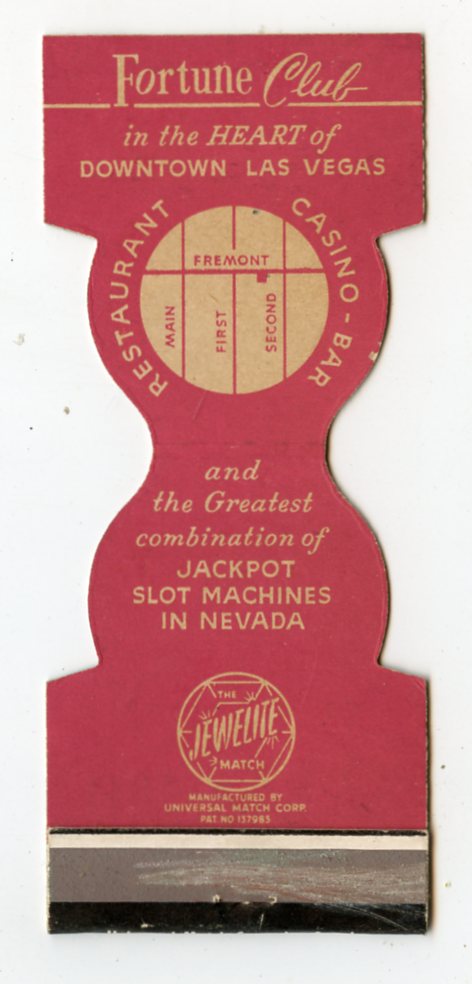 Fortune Club
in the HEART of
DOWNTOWN LAS VEGAS
RESTAURANT
CASINO - BAR
FREMONT
MAIN
FIRST
SECOND
and
the Greatest
combination of
JACKPOT
SLOT MACHINES
IN NEVADA
THE
JEWELITE
MATCH
MANUFACTURED BY
UNIVERSAL MATCH CORP.
PAT NO 137985